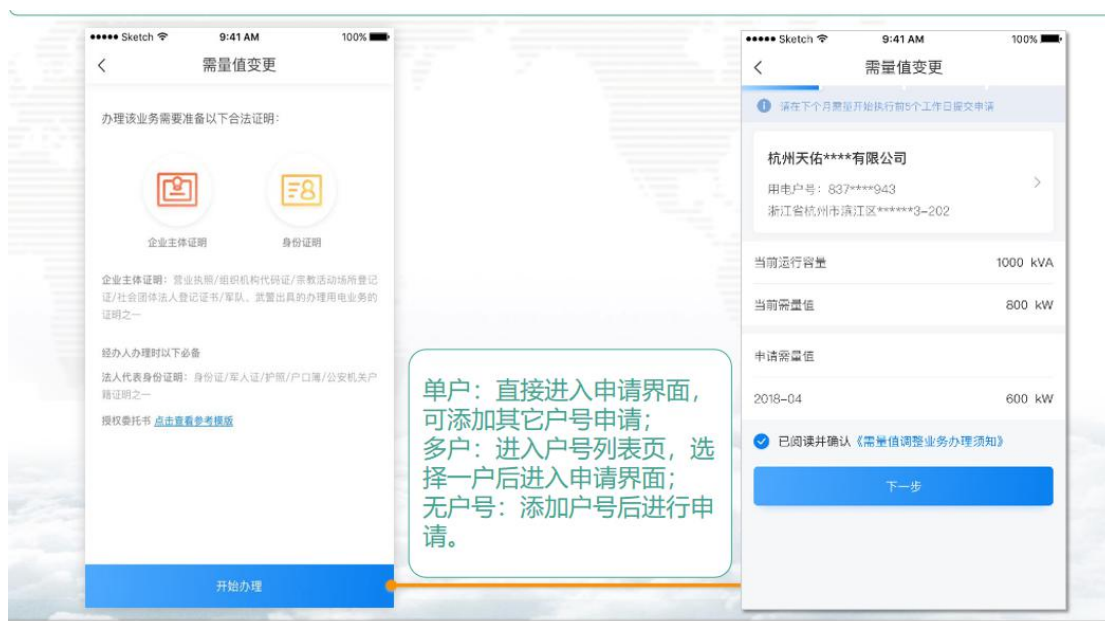 ●●●●● Sketch 9:41 AM 100%
需量值变更
办理该业务需要准备以下合法证明:
企业主体证明 身份证明
企业主体证明: 营业执照/组织机构代码证/宗教活动场所登记
证/社会团体法人登记证书/军队、武警出具的办理用电业务的
证明之一
经办人办理时以下必备
法人代表身份证明: 身份证/军人证/护照/户口簿/公安机关户
籍证明之一
授权委托书 点击查看参考模版
开始办理
单户：直接进入申请界面，
可添加其它户号申请；
多户：进入户号列表页，选
择一户后进入申请界面；
无户号：添加户号后进行申
请。
●●●●● Sketch 9:41 AM 100%
需量值变更
请在下个月需量开始执行前5个工作日提交申请
杭州天佑****有限公司
用电户号: 837****943
浙江省杭州市滨江区******3-202
当前运行容量 1000 kVA
当前需量值 800 kW
申请需量值
2018-04 600 kW
已阅读并确认《需量值调整业务办理须知》
下一步